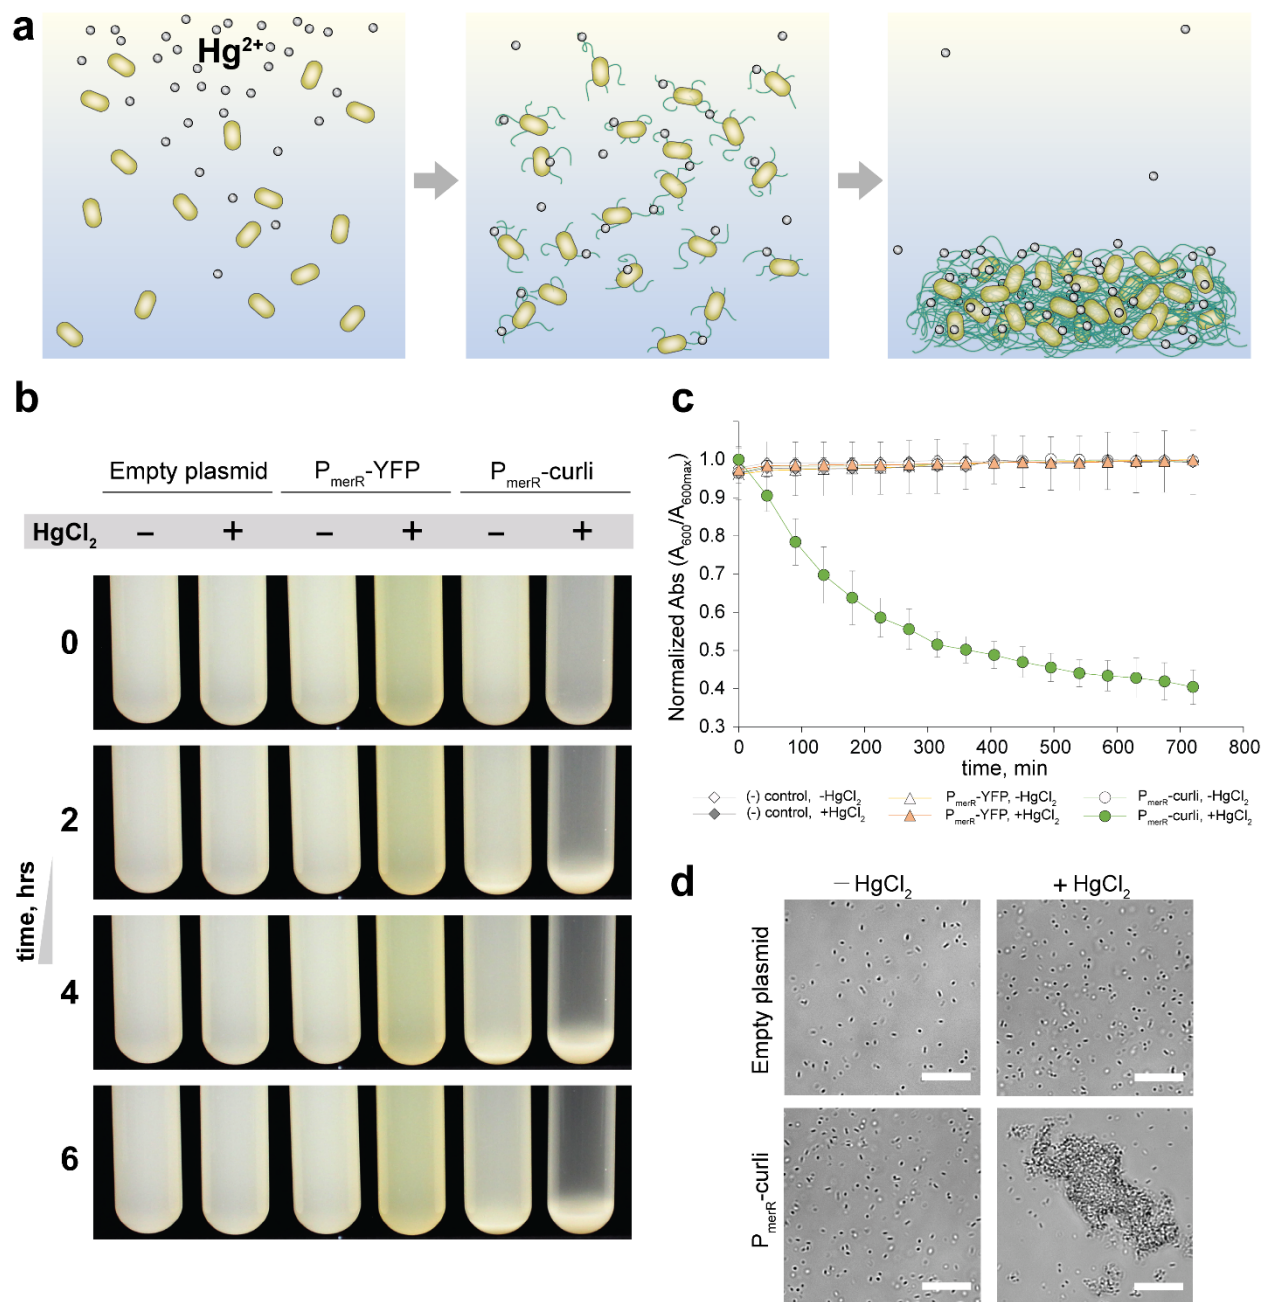 a
Hg2+
b
Empty plasmid
PmerR-YFP
PmerR-curli
HgCl2
– + – + – +
0
2
4
6
time, hrs
c
Normalized Abs (A600/A600max)
1.0
0.9
0.8
0.7
0.6
0.5
0.4
0.3
0 100 200 300 400 500 600 700 800
time, min
(-) control, -HgCl2
PmerR-YFP, -HgCl2
PmerR-curli, -HgCl2
(-) control, +HgCl2
PmerR-YFP, +HgCl2
PmerR-curli, +HgCl2
d
– HgCl2
+ HgCl2
Empty plasmid
PmerR-curli